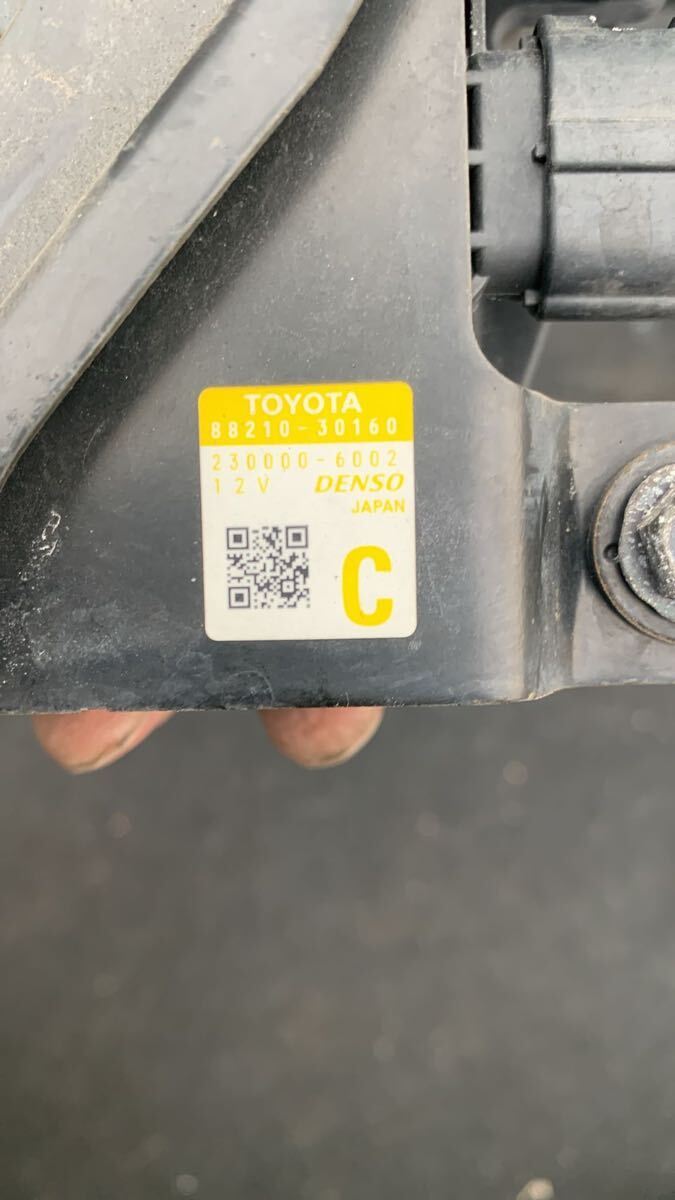 TOYOTA
88210-30160
230000-6002
12V DENSO
JAPAN
C